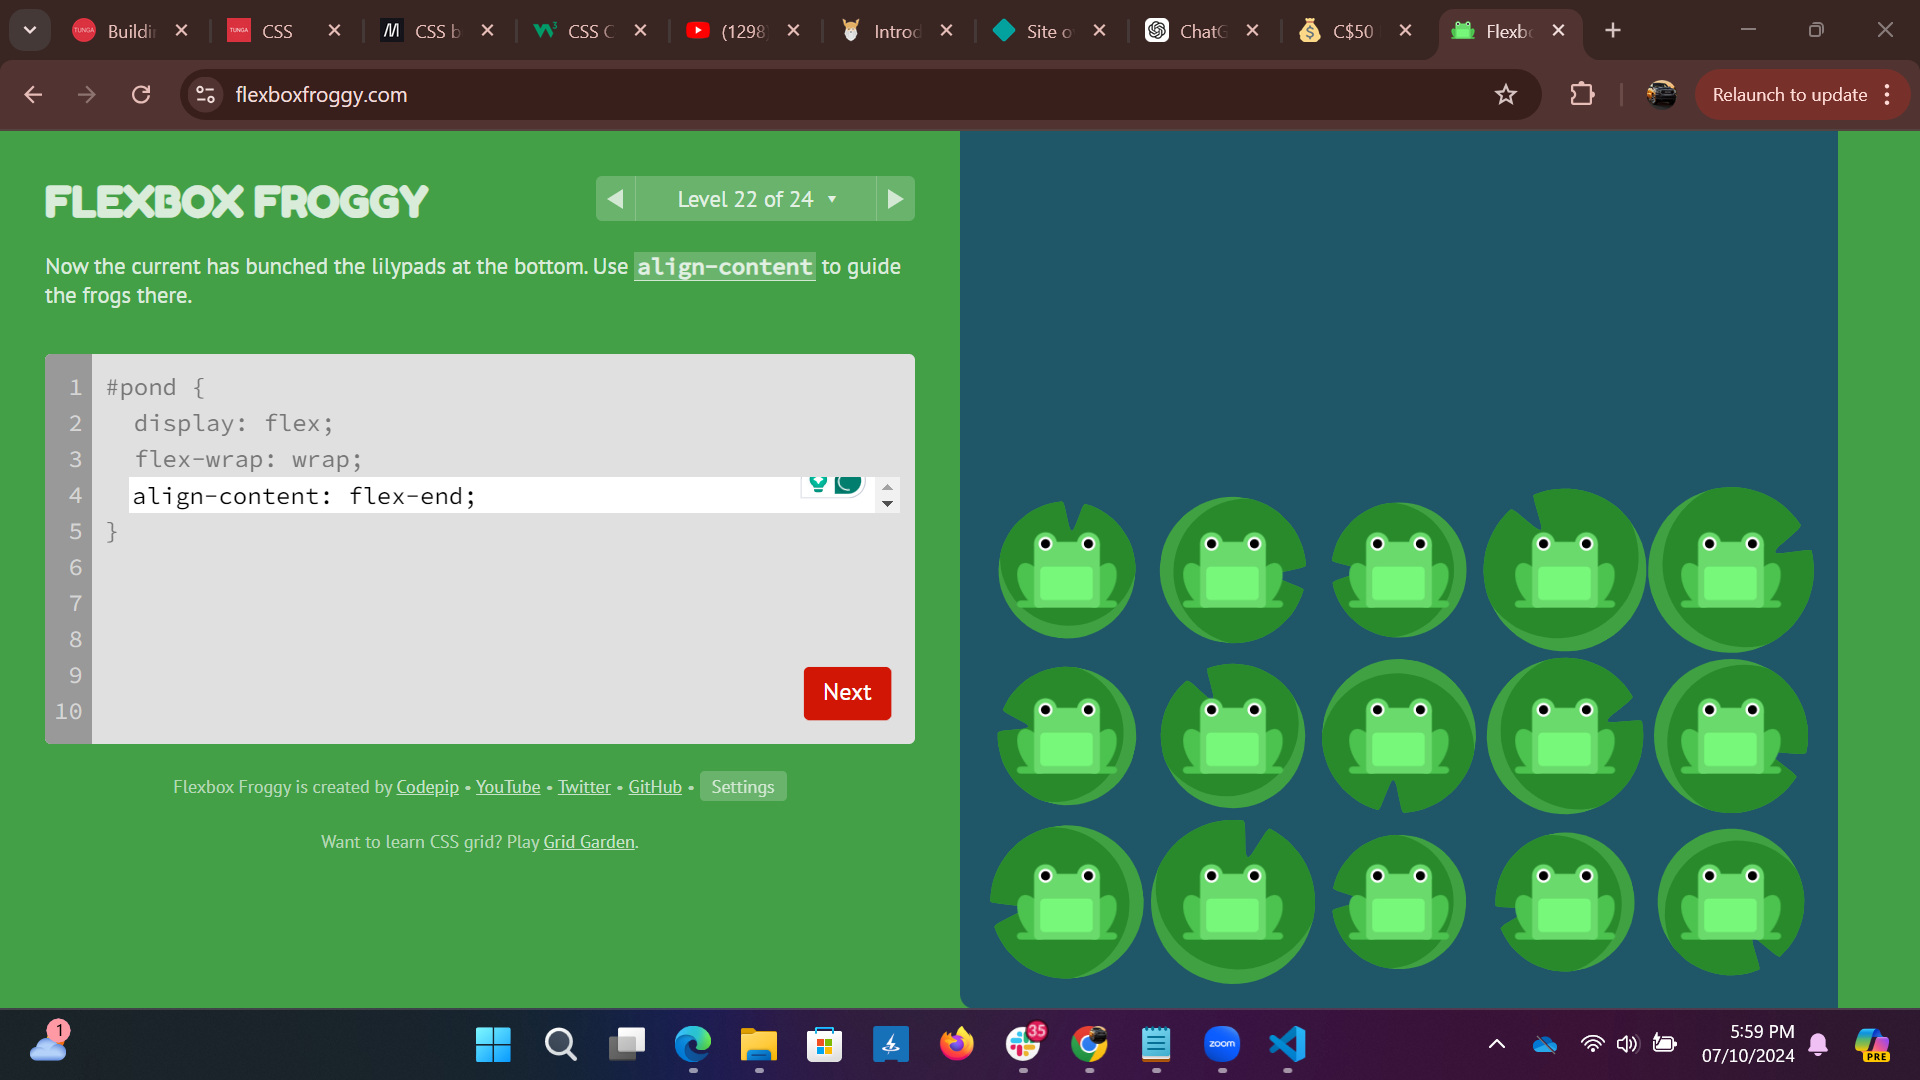 Buildin
CSS
CSS b
CSS C
(1298)
Introd
Site o
ChatG
C$50
Flexbo
flexboxfroggy.com
Relaunch to update
FLEXBOX FROGGY
Level 22 of 24 ▼
Now the current has bunched the lilypads at the bottom. Use align-content to guide
the frogs there.
1 #pond {
2 display: flex;
3 flex-wrap: wrap;
4 align-content: flex-end;
5 }
6
7
8
9
10
Next
Flexbox Froggy is created by Codepip • YouTube • Twitter • GitHub • Settings
Want to learn CSS grid? Play Grid Garden.
1
35
zoom
5:59 PM
07/10/2024
PRE